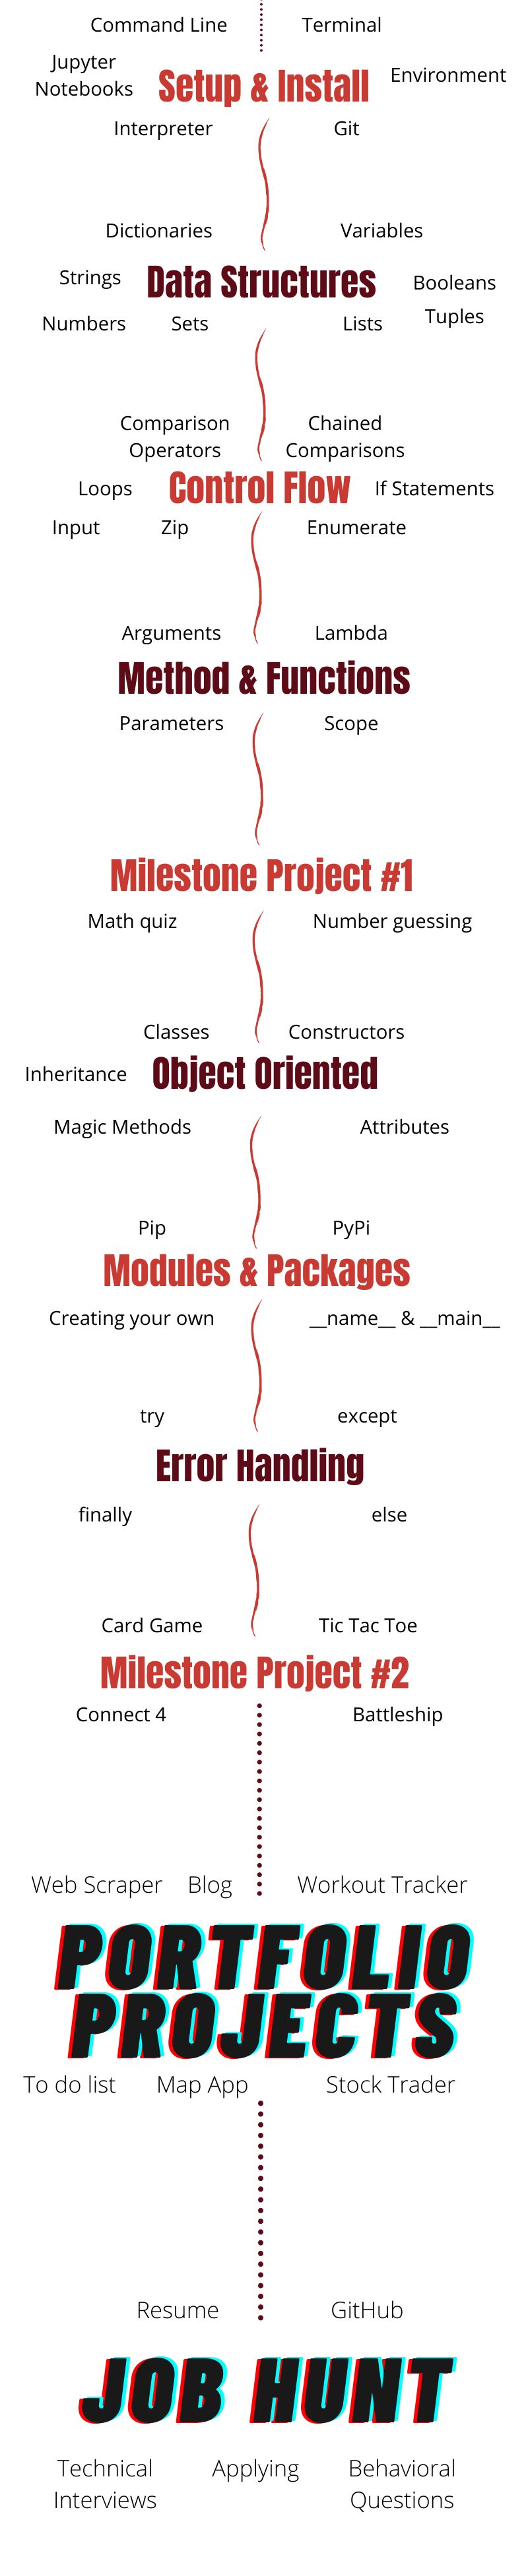 Command Line Terminal
Jupyter
Notebooks Setup & Install Environment
Interpreter Git
Dictionaries Variables
Strings Data Structures Booleans
Numbers Sets Lists Tuples
Comparison Chained
Operators Comparisons
Loops Control Flow If Statements
Input Zip Enumerate
Arguments Lambda
Method & Functions
Parameters Scope
Milestone Project #1
Math quiz Number guessing
Classes Constructors
Inheritance Object Oriented
Magic Methods Attributes
Pip PyPi
Modules & Packages
Creating your own __name__ & __main__
try except
Error Handling
finally else
Card Game Tic Tac Toe
Milestone Project #2
Connect 4 Battleship
Web Scraper Blog Workout Tracker
PORTFOLIO
PROJECTS
To do list Map App Stock Trader
Resume GitHub
JOB HUNT
Technical Applying Behavioral
Interviews Questions